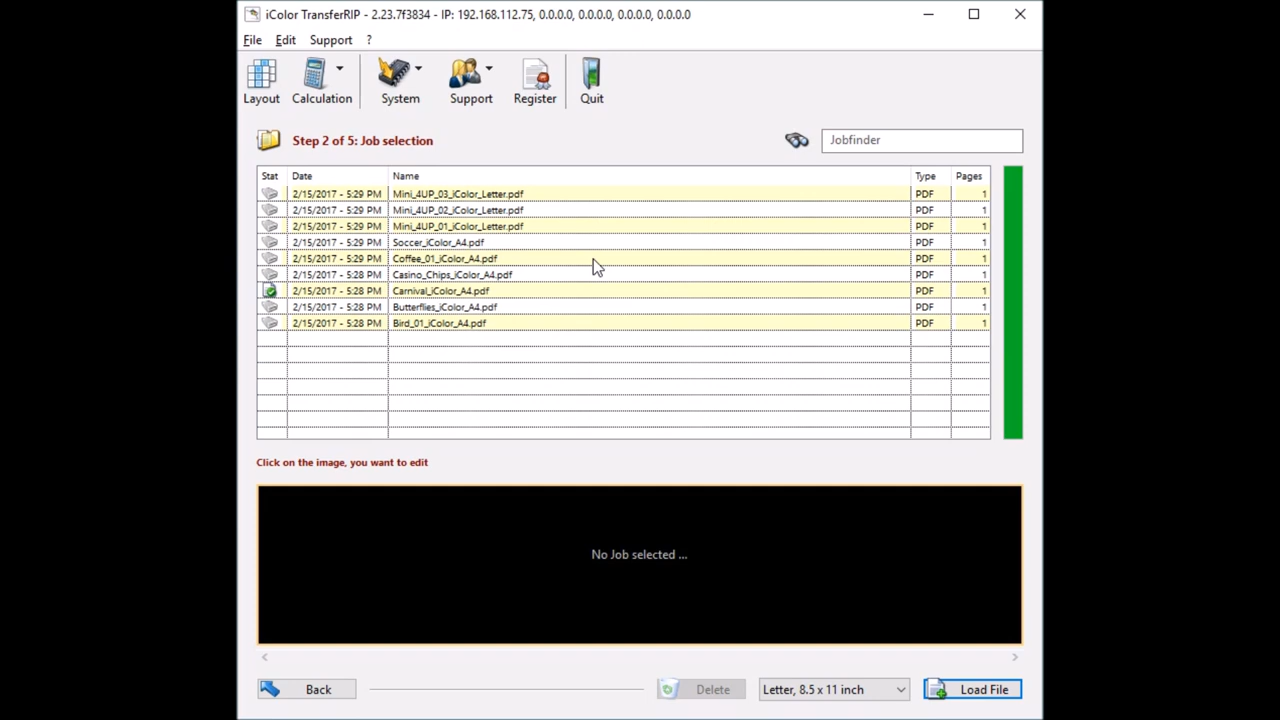 iColor TransferRIP - 2.23.7f3834 - IP: 192.168.112.75, 0.0.0.0, 0.0.0.0, 0.0.0.0, 0.0.0.0
File Edit Support ?
Layout Calculation System Support Register Quit
Step 2 of 5: Job selection Jobfinder
Stat Date Name Type Pages
2/15/2017 - 5:29 PM Mini_4UP_03_iColor_Letter.pdf PDF 1
2/15/2017 - 5:29 PM Mini_4UP_02_iColor_Letter.pdf PDF 1
2/15/2017 - 5:29 PM Mini_4UP_01_iColor_Letter.pdf PDF 1
2/15/2017 - 5:29 PM Soccer_iColor_A4.pdf PDF 1
2/15/2017 - 5:29 PM Coffee_01_iColor_A4.pdf PDF 1
2/15/2017 - 5:28 PM Casino_Chips_iColor_A4.pdf PDF 1
2/15/2017 - 5:28 PM Carnival_iColor_A4.pdf PDF 1
2/15/2017 - 5:28 PM Butterflies_iColor_A4.pdf PDF 1
2/15/2017 - 5:28 PM Bird_01_iColor_A4.pdf PDF 1
Click on the image, you want to edit
No Job selected ...
Back Delete Letter, 8.5 x 11 inch Load File